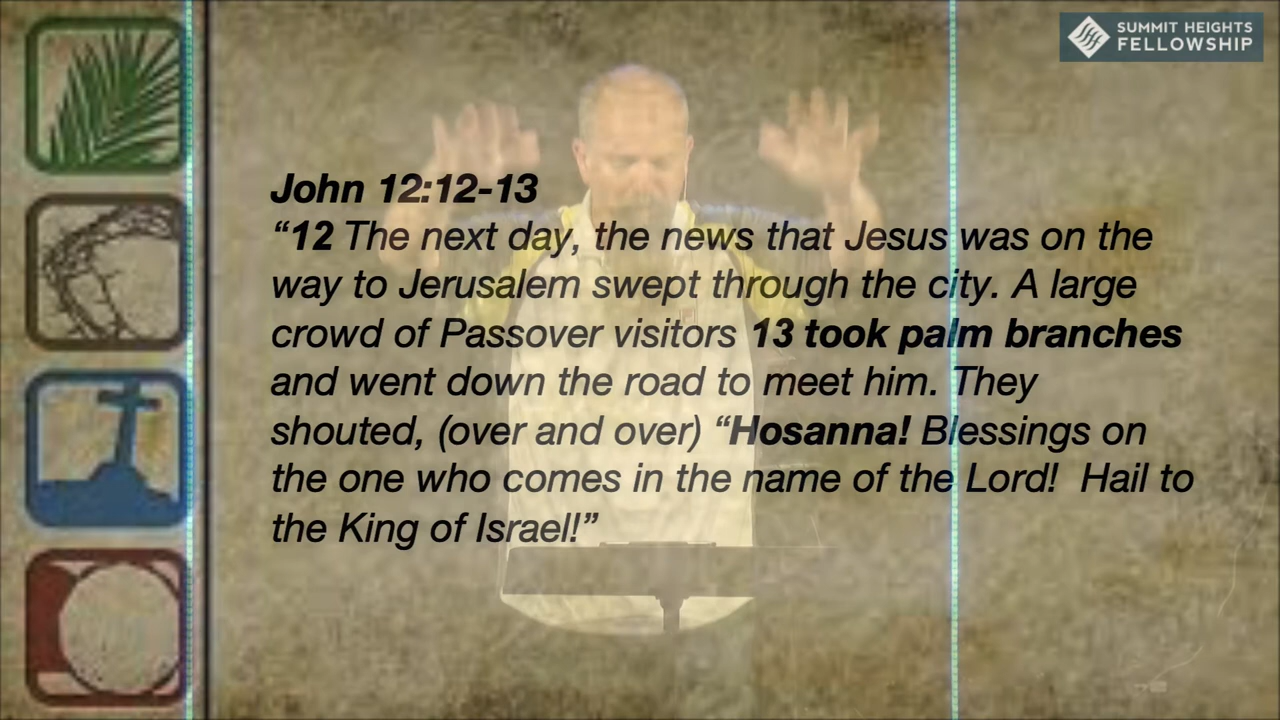 SUMMIT HEIGHTS
FELLOWSHIP
John 12:12-13
“12 The next day, the news that Jesus was on the
way to Jerusalem swept through the city. A large
crowd of Passover visitors 13 took palm branches
and went down the road to meet him. They
shouted, (over and over) “Hosanna! Blessings on
the one who comes in the name of the Lord!  Hail to
the King of Israel!”